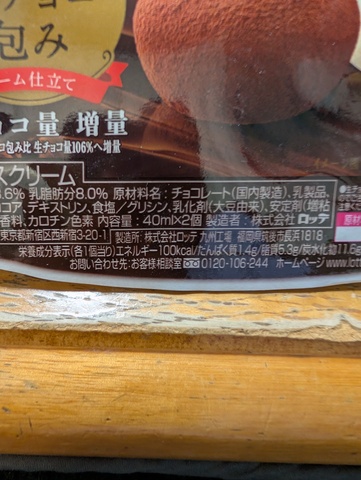 包み
ーム仕立て
コ量 増量
コ包み比 生チョコ量106%へ増量
スクリーム
.6% 乳脂肪分8.0% 原材料名：チョコレート(国内製造)、乳製品、
ココア、デキストリン、食塩／グリシン、乳化剤(大豆由来)、安定剤(増粘
香料、カロチン色素 内容量：40ml×2個 製造者：株式会社ロッテ
東京都新宿区西新宿3-20-1 製造所：株式会社ロッテ 九州工場 福岡県筑後市長浜1818
栄養成分表示(各1個当り)エネルギー100kcal/たんぱく質1.4g/脂質5.3g/炭水化物11.6
お問い合わせ先：お客様相談室 0120-106-244 ホームページwww.lott
原材